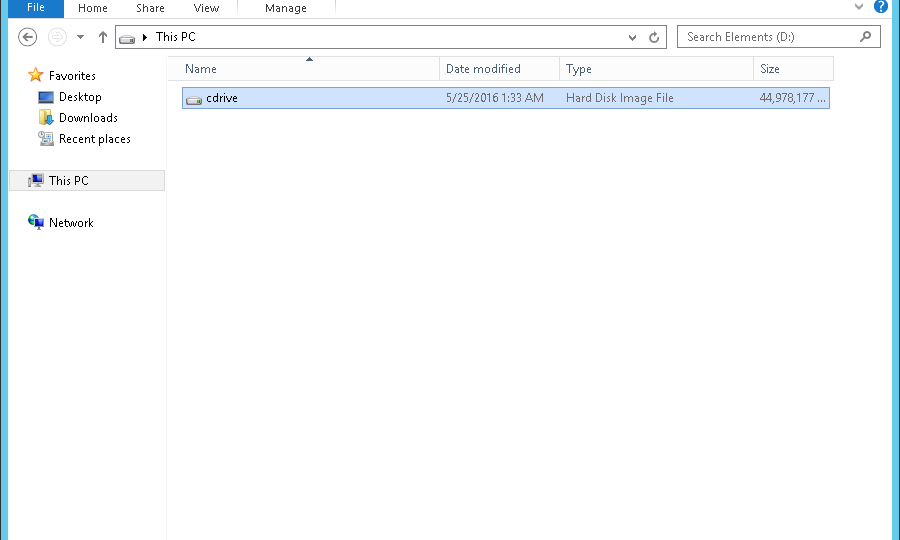 File Home Share View Manage
This PC Search Elements (D:)
Name Date modified Type Size
cdrive 5/25/2016 1:33 AM Hard Disk Image File 44,978,177 ...
Favorites
Desktop
Downloads
Recent places
This PC
Network